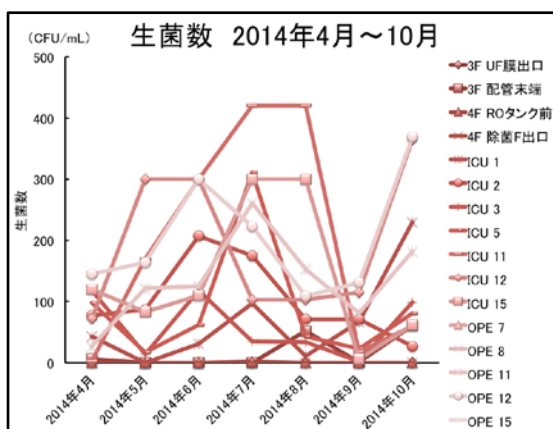 (CFU/mL)
生菌数 2014年4月～10月
500
400
300
200
100
0
生菌数
2014年4月
2014年5月
2014年6月
2014年7月
2014年8月
2014年9月
2014年10月
3F UF膜出口
3F 配管末端
4F ROタンク前
4F 除菌F出口
ICU 1
ICU 2
ICU 3
ICU 5
ICU 11
ICU 12
ICU 15
OPE 7
OPE 8
OPE 11
OPE 12
OPE 15